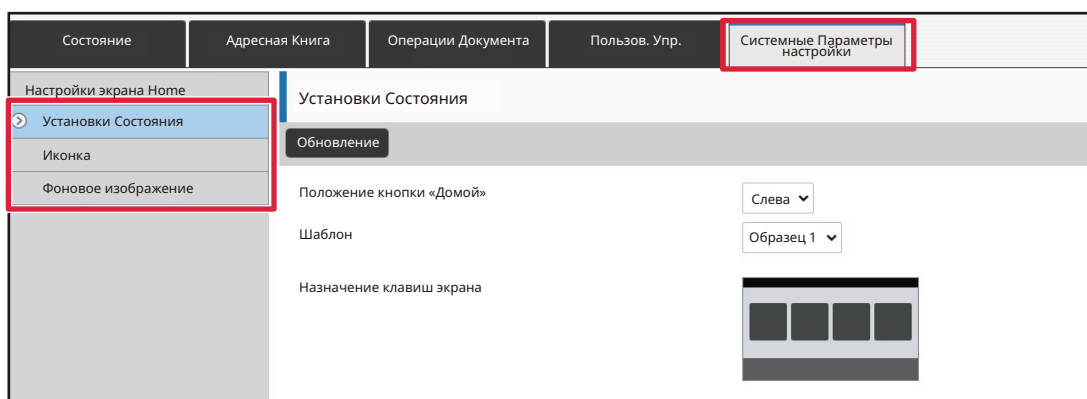 Состояние
Адресная Книга
Операции Документа
Пользов. Упр.
Системные Параметры
настройки
Настройки экрана Home
Установки Состояния
Иконка
Фоновое изображение
Установки Состояния
Обновление
Положение кнопки «Домой»
Слева
Шаблон
Образец 1
Назначение клавиш экрана